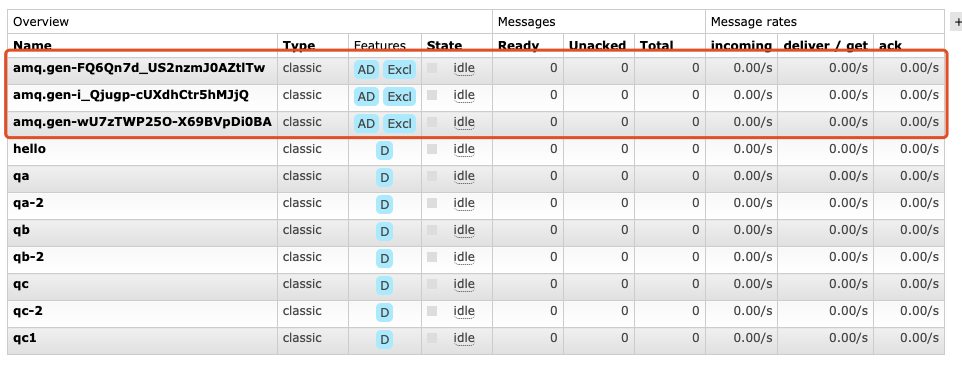 Overview Messages Message rates +
Name Type Features State Ready Unacked Total incoming deliver / get ack
amq.gen-FQ6Qn7d_US2nzmJ0AZtlTw classic AD Excl idle 0 0 0 0.00/s 0.00/s 0.00/s
amq.gen-i_Qjugp-cUXdhCtr5hMJjQ classic AD Excl idle 0 0 0 0.00/s 0.00/s 0.00/s
amq.gen-wU7zTWP25O-X69BVpDi0BA classic AD Excl idle 0 0 0 0.00/s 0.00/s 0.00/s
hello classic D idle 0 0 0 0.00/s 0.00/s 0.00/s
qa classic D idle 0 0 0 0.00/s 0.00/s 0.00/s
qa-2 classic D idle 0 0 0 0.00/s 0.00/s 0.00/s
qb classic D idle 0 0 0 0.00/s 0.00/s 0.00/s
qb-2 classic D idle 0 0 0 0.00/s 0.00/s 0.00/s
qc classic D idle 0 0 0 0.00/s 0.00/s 0.00/s
qc-2 classic D idle 0 0 0 0.00/s 0.00/s 0.00/s
qc1 classic D idle 0 0 0 0.00/s 0.00/s 0.00/s